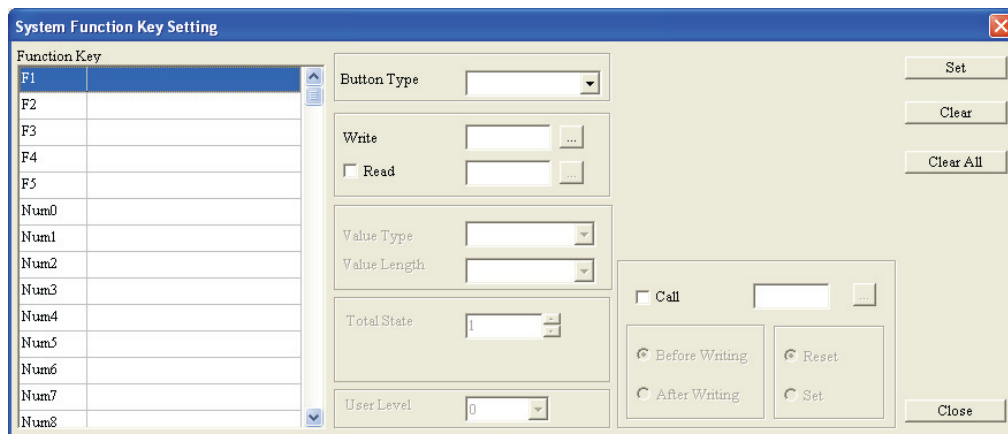 System Function Key Setting
Function Key
F1
F2
F3
F4
F5
Num0
Num1
Num2
Num3
Num4
Num5
Num6
Num7
Num8
Button Type
Write
...
Read
...
Value Type
Value Length
Total State
1
User Level
0
Call
...
Before Writing
After Writing
Reset
Set
Set
Clear
Clear All
Close